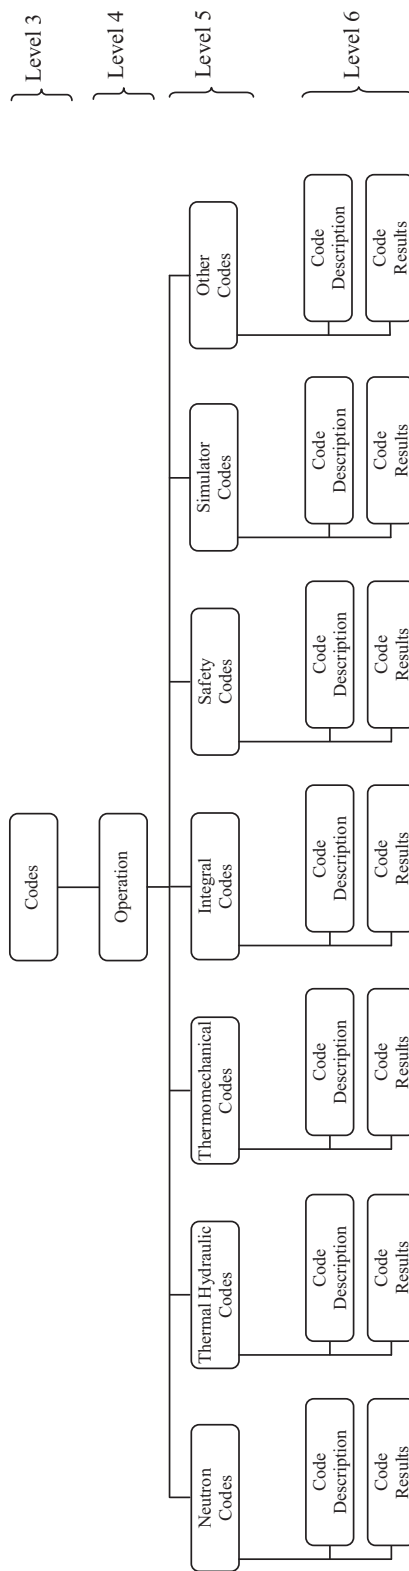 Codes
Level 3
Operation
Level 4
Neutron
Codes
Thermal Hydraulic
Codes
Thermomechanical
Codes
Integral
Codes
Safety
Codes
Simulator
Codes
Other
Codes
Level 5
Code
Description
Code
Description
Code
Description
Code
Description
Code
Description
Code
Description
Code
Description
Level 6
Code
Results
Code
Results
Code
Results
Code
Results
Code
Results
Code
Results
Code
Results